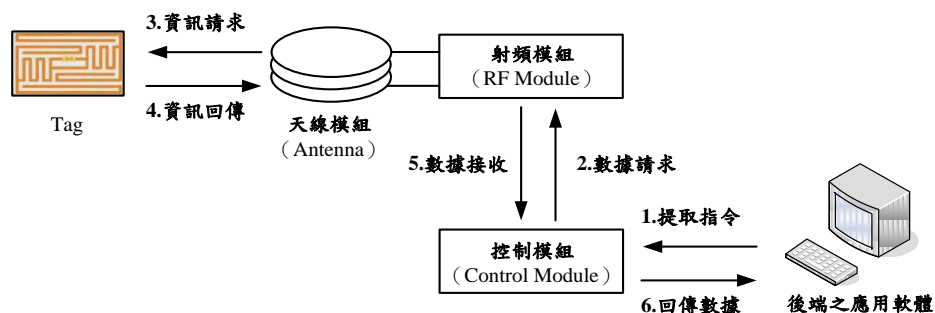 3.資訊請求
4.資訊回傳
Tag
天線模組
（Antenna）
射頻模組
（RF Module）
5.數據接收
2.數據請求
1.提取指令
控制模組
（Control Module）
6.回傳數據
後端之應用軟體